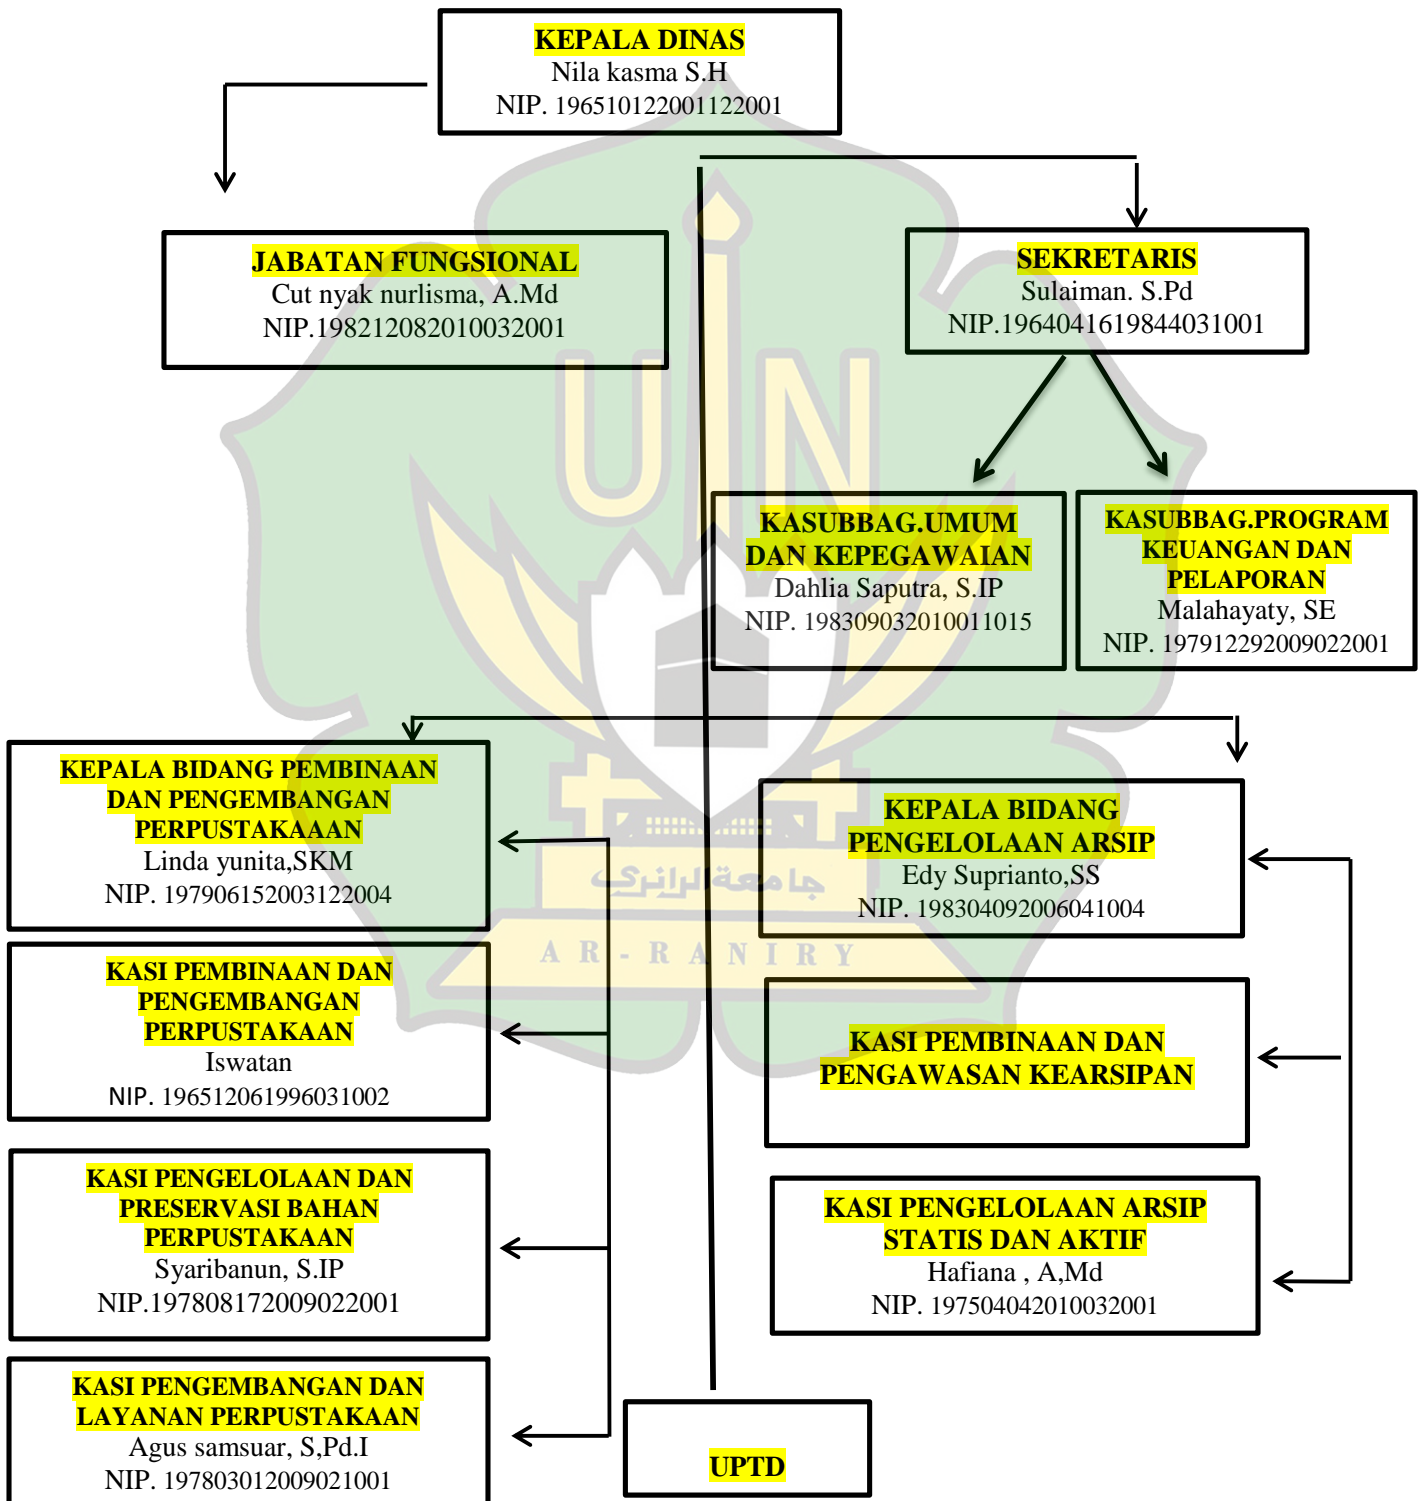 KEPALA DINAS
Nila kasma S.H
NIP. 196510122001122001
JABATAN FUNGSIONAL
Cut nyak nurlisma, A.Md
NIP.198212082010032001
SEKRETARIS
Sulaiman. S.Pd
NIP.1964041619844031001
UIN
KASUBBAG.UMUM
DAN KEPEGAWAIAN
Dahlia Saputra, S.IP
NIP. 198309032010011015
KASUBBAG.PROGRAM
KEUANGAN DAN
PELAPORAN
Malahayaty, SE
NIP. 197912292009022001
KEPALA BIDANG PEMBINAAN
DAN PENGEMBANGAN
PERPUSTAKAAAN
Linda yunita,SKM
NIP. 197906152003122004
KEPALA BIDANG
PENGELOLAAN ARSIP
Edy Suprianto,SS
NIP. 198304092006041004
جامعة الرانري
AR-RANIRY
KASI PEMBINAAN DAN
PENGEMBANGAN
PERPUSTAKAAN
Iswatan
NIP. 196512061996031002
KASI PEMBINAAN DAN
PENGAWASAN KEARSIPAN
KASI PENGELOLAAN DAN
PRESERVASI BAHAN
PERPUSTAKAAN
Syaribanun, S.IP
NIP.197808172009022001
KASI PENGELOLAAN ARSIP
STATIS DAN AKTIF
Hafiana , A,Md
NIP. 197504042010032001
KASI PENGEMBANGAN DAN
LAYANAN PERPUSTAKAAN
Agus samsuar, S,Pd.I
NIP. 197803012009021001
UPTD